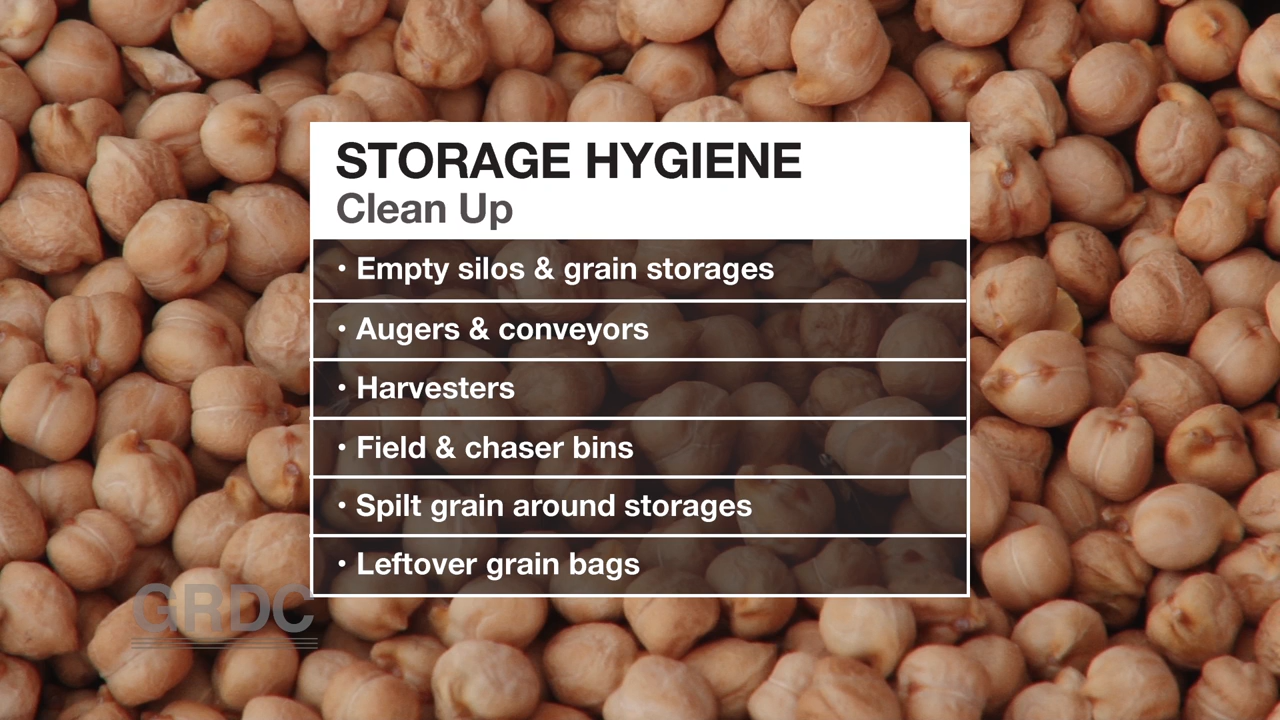 STORAGE HYGIENE
Clean Up
• Empty silos & grain storages
• Augers & conveyors
• Harvesters
• Field & chaser bins
• Spilt grain around storages
• Leftover grain bags
GRDC